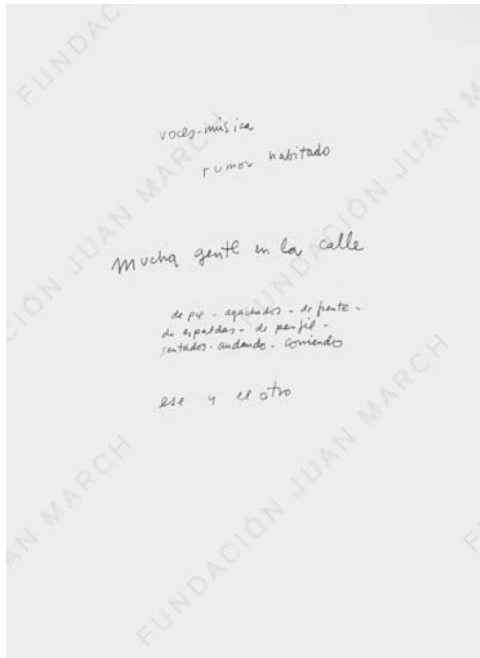 voces-música
rumor habitado
mucha gente en la calle
de pie - agachados - de frente -
de espaldas - de perfil -
sentados - andando - corriendo
ese y el otro
FUNDACIÓN JUAN MARCH